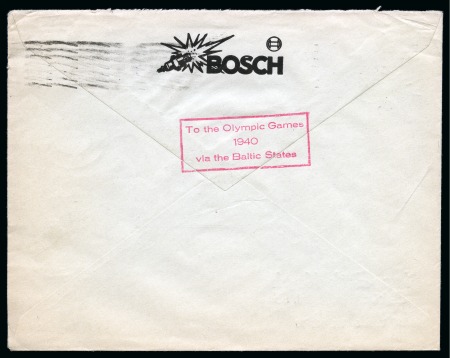 BOSCH
To the Olympic Games
1940
via the Baltic States